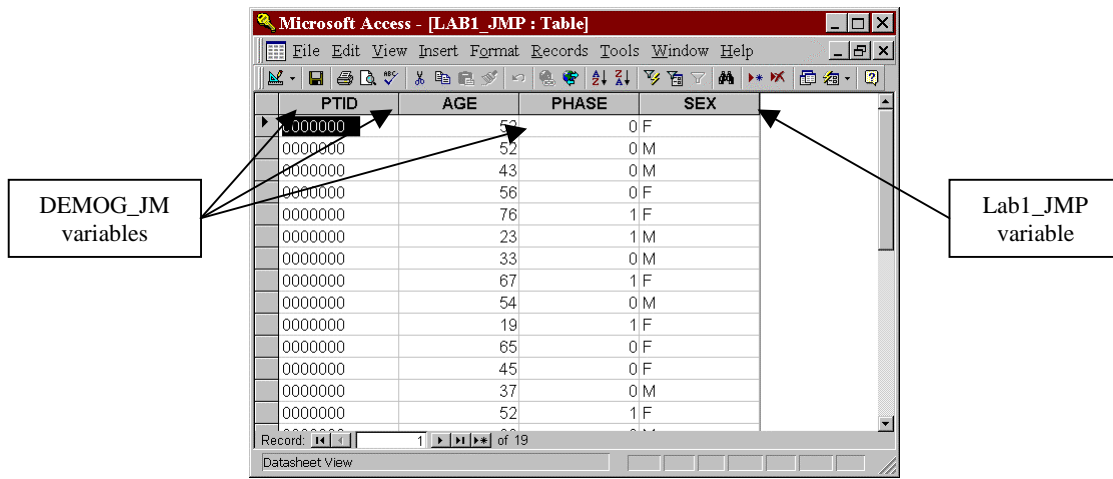 Microsoft Access - [LAB1_JMP : Table]
File Edit View Insert Format Records Tools Window Help
PTID AGE PHASE SEX
0000000 52 0 F
0000000 52 0 M
0000000 43 0 M
0000000 56 0 F
0000000 76 1 F
0000000 23 1 M
0000000 33 0 M
0000000 67 1 F
0000000 54 0 M
0000000 19 1 F
0000000 65 0 F
0000000 45 0 F
0000000 37 0 M
0000000 52 1 F
Record: 1 of 19
Datasheet View
DEMOG_JM
variables
Lab1_JMP
variable